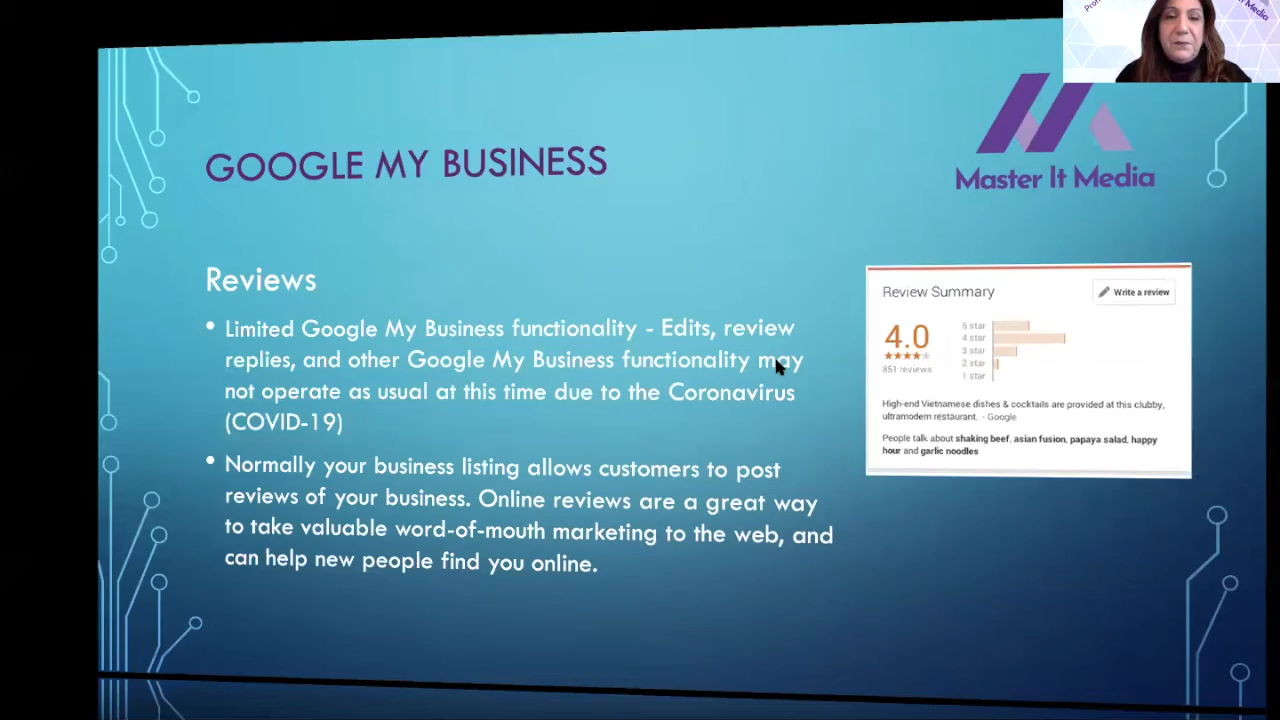 GOOGLE MY BUSINESS
Master It Media
Reviews
• Limited Google My Business functionality - Edits, review
replies, and other Google My Business functionality may
not operate as usual at this time due to the Coronavirus
(COVID-19)
• Normally your business listing allows customers to post
reviews of your business. Online reviews are a great way
to take valuable word-of-mouth marketing to the web, and
can help new people find you online.
Review Summary
Write a review
4.0
851 reviews
5 star
4 star
3 star
2 star
1 star
High-end Vietnamese dishes & cocktails are provided at this clubby,
ultramodern restaurant. - Google
People talk about shaking beef, asian fusion, papaya salad, happy
hour and garlic noodles